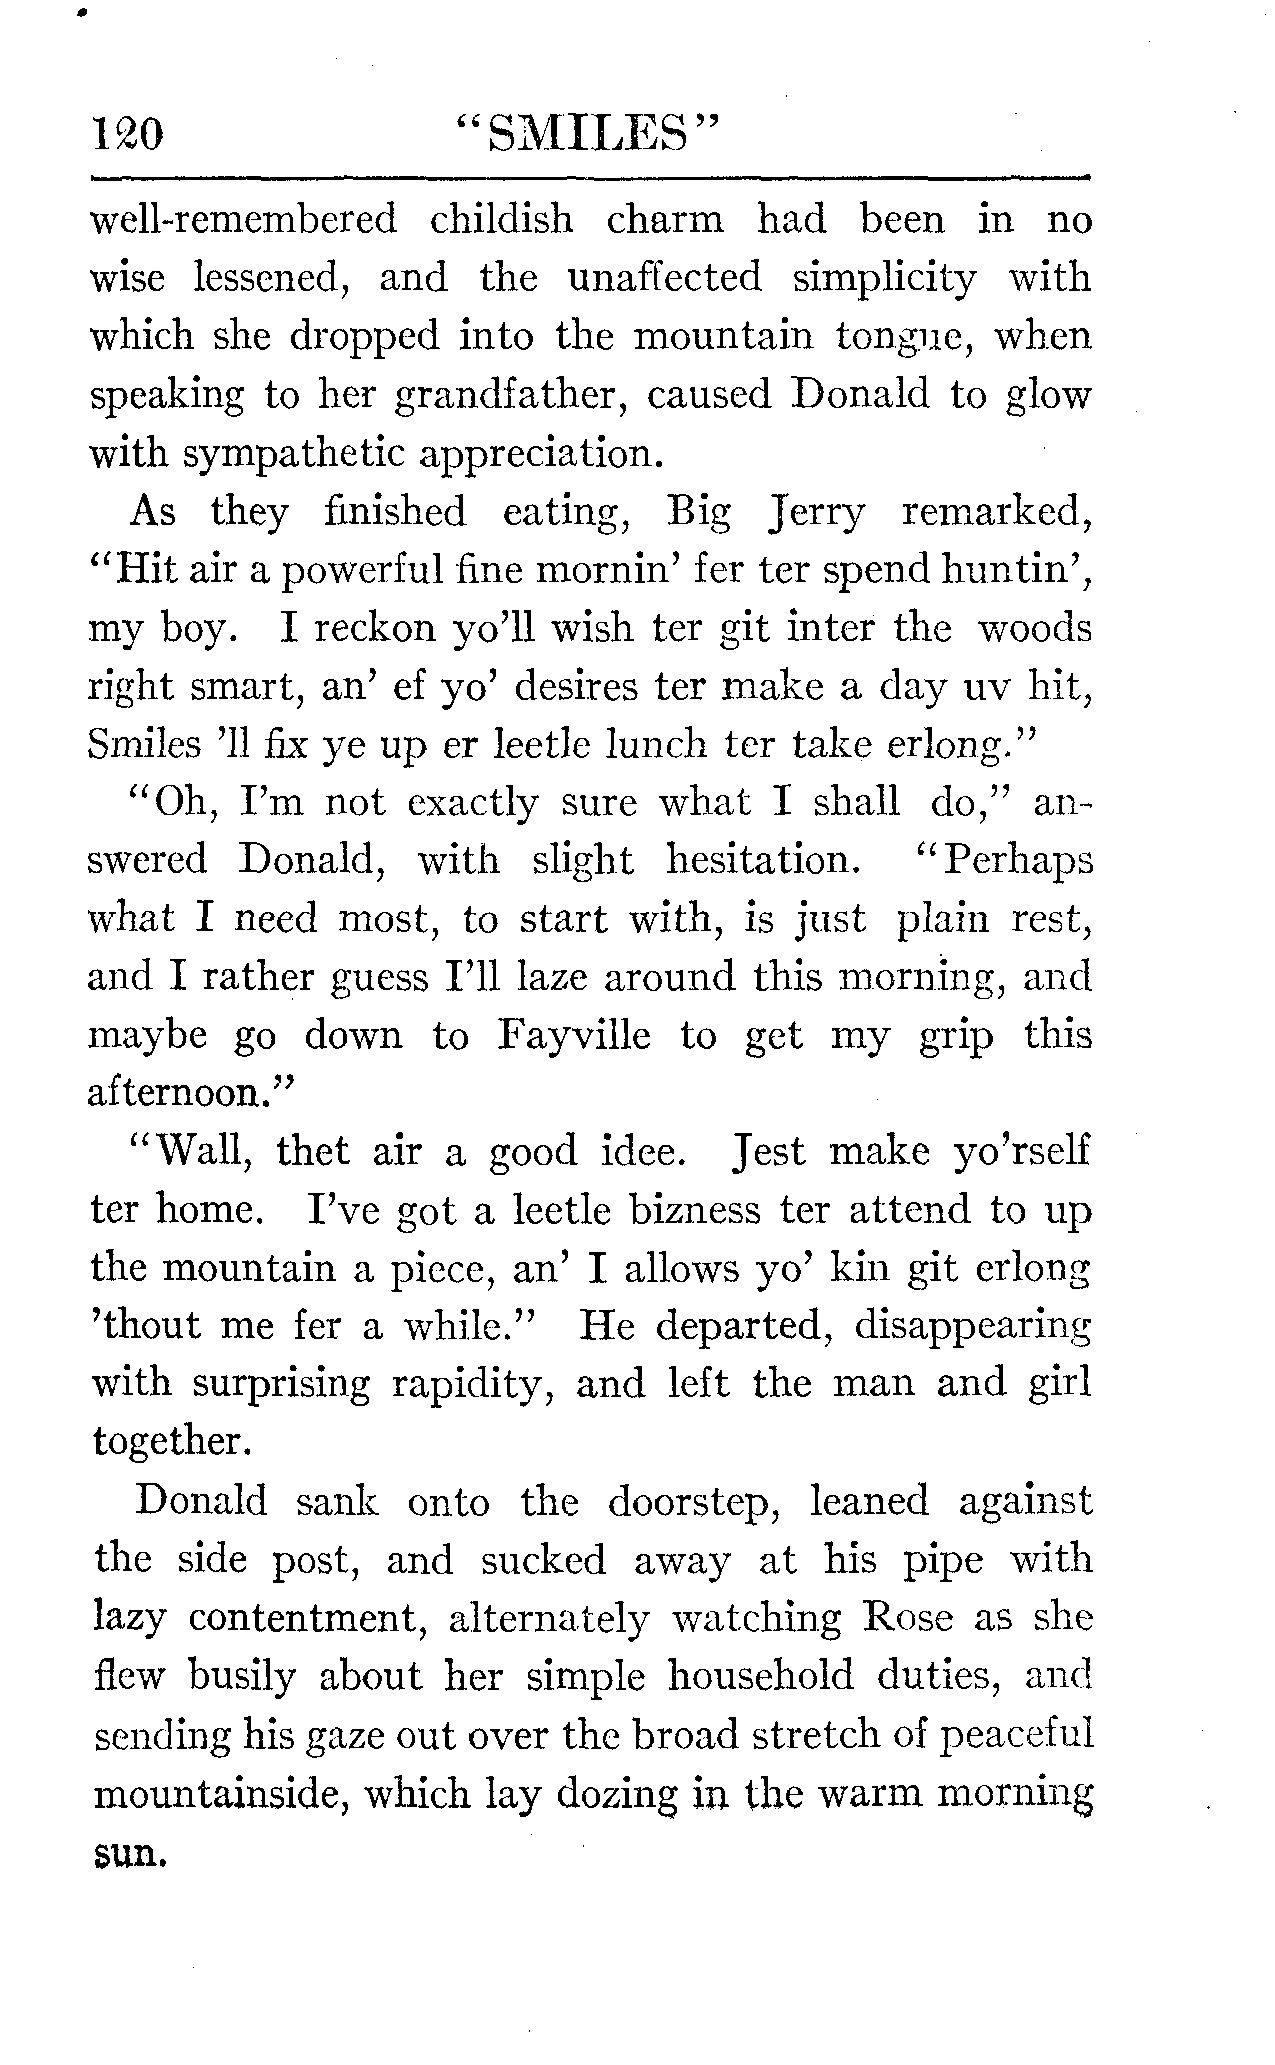 120 "SMILES"
well-remembered childish charm had been in no
wise lessened, and the unaffected simplicity with
which she dropped into the mountain tongue, when
speaking to her grandfather, caused Donald to glow
with sympathetic appreciation.
As they finished eating, Big Jerry remarked,
"Hit air a powerful fine mornin' fer ter spend huntin',
my boy. I reckon yo'll wish ter git inter the woods
right smart, an' ef yo' desires ter make a day uv hit,
Smiles 'll fix ye up er leetle lunch ter take erlong."
"Oh, I'm not exactly sure what I shall do," an-
swered Donald, with slight hesitation. "Perhaps
what I need most, to start with, is just plain rest,
and I rather guess I'll laze around this morning, and
maybe go down to Fayville to get my grip this
afternoon."
"Wall, thet air a good idee. Jest make yo'rself
ter home. I've got a leetle bizness ter attend to up
the mountain a piece, an' I allows yo' kin git erlong
'thout me fer a while." He departed, disappearing
with surprising rapidity, and left the man and girl
together.
Donald sank onto the doorstep, leaned against
the side post, and sucked away at his pipe with
lazy contentment, alternately watching Rose as she
flew busily about her simple household duties, and
sending his gaze out over the broad stretch of peaceful
mountainside, which lay dozing in the warm morning
sun.